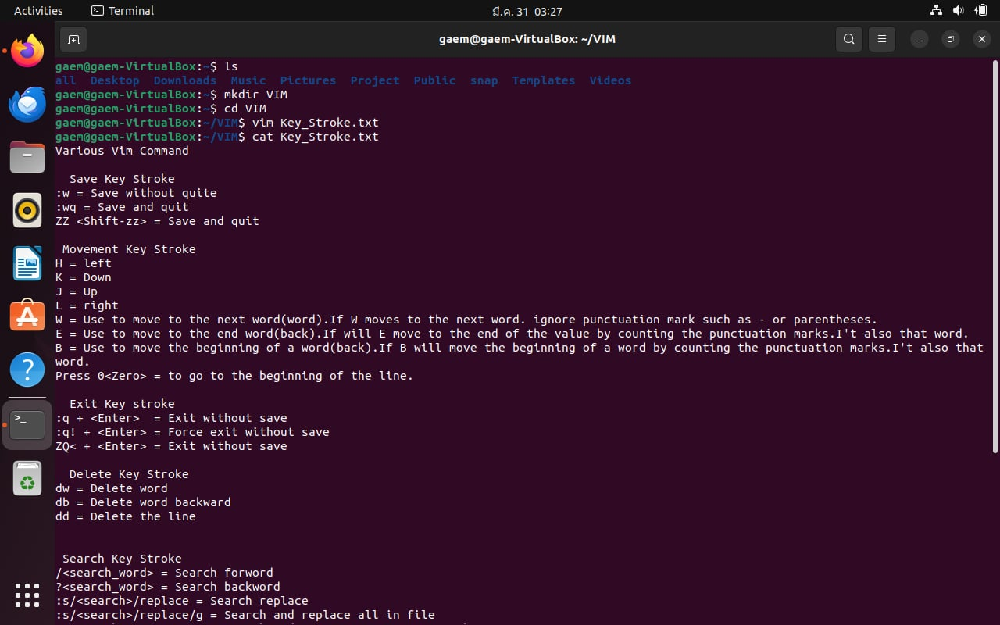 Activities Terminal มี.ค. 31 03:27
gaem@gaem-VirtualBox: ~/VIM
gaem@gaem-VirtualBox:~$ ls
all Desktop Downloads Music Pictures Project Public snap Templates Videos
gaem@gaem-VirtualBox:~$ mkdir VIM
gaem@gaem-VirtualBox:~$ cd VIM
gaem@gaem-VirtualBox:~/VIM$ vim Key_Stroke.txt
gaem@gaem-VirtualBox:~/VIM$ cat Key_Stroke.txt
Various Vim Command
Save Key Stroke
:w = Save without quite
:wq = Save and quit
ZZ <Shift-zz> = Save and quit
Movement Key Stroke
H = left
K = Down
J = Up
L = right
W = Use to move to the next word(word).If W moves to the next word. ignore punctuation mark such as - or parentheses.
E = Use to move to the end word(back).If will E move to the end of the value by counting the punctuation marks.I't also that word.
B = Use to move the beginning of a word(back).If B will move the beginning of a word by counting the punctuation marks.I't also that
word.
Press 0<Zero> = to go to the beginning of the line.
Exit Key stroke
:q + <Enter>  = Exit without save
:q! + <Enter> = Force exit without save
ZQ< + <Enter> = Exit without save
Delete Key Stroke
dw = Delete word
db = Delete word backward
dd = Delete the line
Search Key Stroke
/<search_word> = Search forword
?<search_word> = Search backword
:s/<search>/replace = Search replace
:s/<search>/replace/g = Search and replace all in file